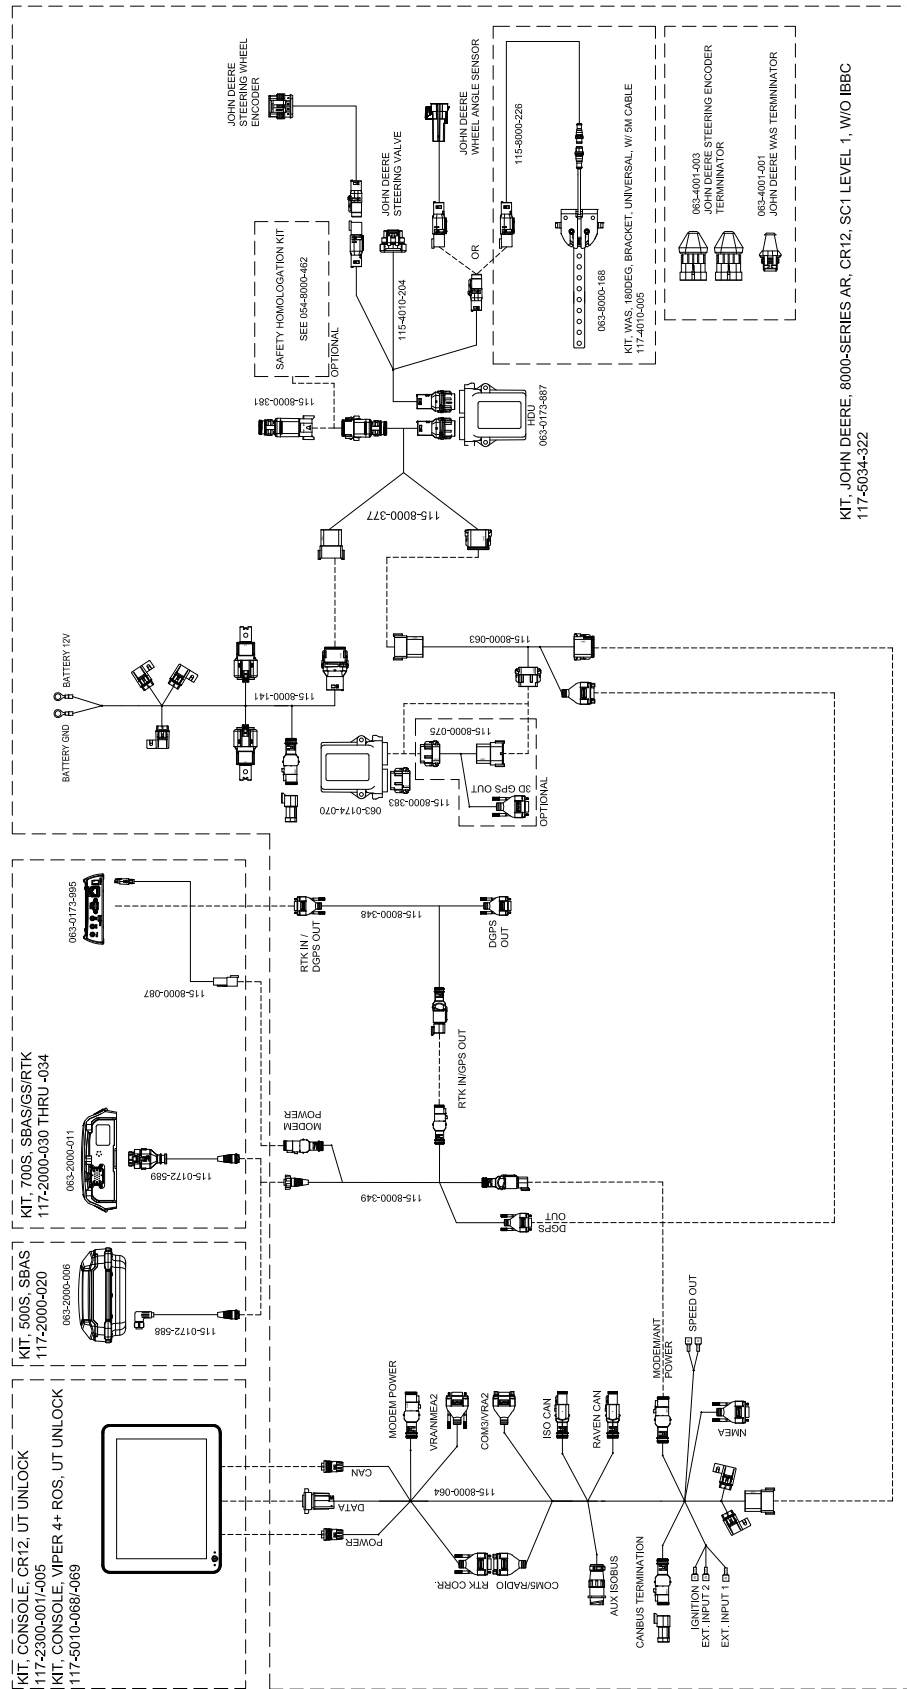 JOHN DEERE
STEERING WHEEL
ENCODER
JOHN DEERE
STEERING VALVE
JOHN DEERE
WHEEL ANGLE SENSOR
115-8000-226
063-4001-003
JOHN DEERE STEERING ENCODER
TERMNINATOR
063-4001-001
JOHN DEERE WAS TERMNINATOR
SAFETY HOMOLOGATION KIT
SEE 054-8000-462
OPTIONAL
115-4010-204
OR
063-8000-168
KIT, WAS, 180DEG, BRACKET, UNIVERSAL, W/ 5M CABLE
117-4010-005
115-8000-381
HDU
063-0173-887
115-8000-377
KIT, JOHN DEERE, 8000-SERIES AR, CR12, SC1 LEVEL 1, W/O IBBC
117-5034-322
BATTERY 12V
BATTERY GND
115-8000-141
115-8000-063
063-0174-070
115-8000-383
115-8000-075
3D GPS OUT
OPTIONAL
063-0173-995
115-8000-087
RTK IN /
DGPS OUT
115-8000-348
DGPS
OUT
KIT, 700S, SBAS/GS/RTK
117-2000-030 THRU -034
063-2000-011
115-0172-589
MODEM
POWER
RTK IN/GPS OUT
115-8000-349
DGPS
OUT
KIT, 500S, SBAS
117-2000-020
063-2000-006
115-0172-588
KIT, CONSOLE, CR12, UT UNLOCK
117-2300-001/-005
KIT, CONSOLE, VIPER 4+ ROS, UT UNLOCK
117-5010-068/-069
CAN
DATA
POWER
MODEM POWER
VRA/NMEA2
COM3/VRA2
115-8000-064
RTK CORR.
COM5/RADIO
ISO CAN
RAVEN CAN
AUX ISOBUS
MODEM/ANT
POWER
SPEED OUT
NMEA
CANBUS TERMINATION
IGNITION
EXT. INPUT 2
EXT. INPUT 1